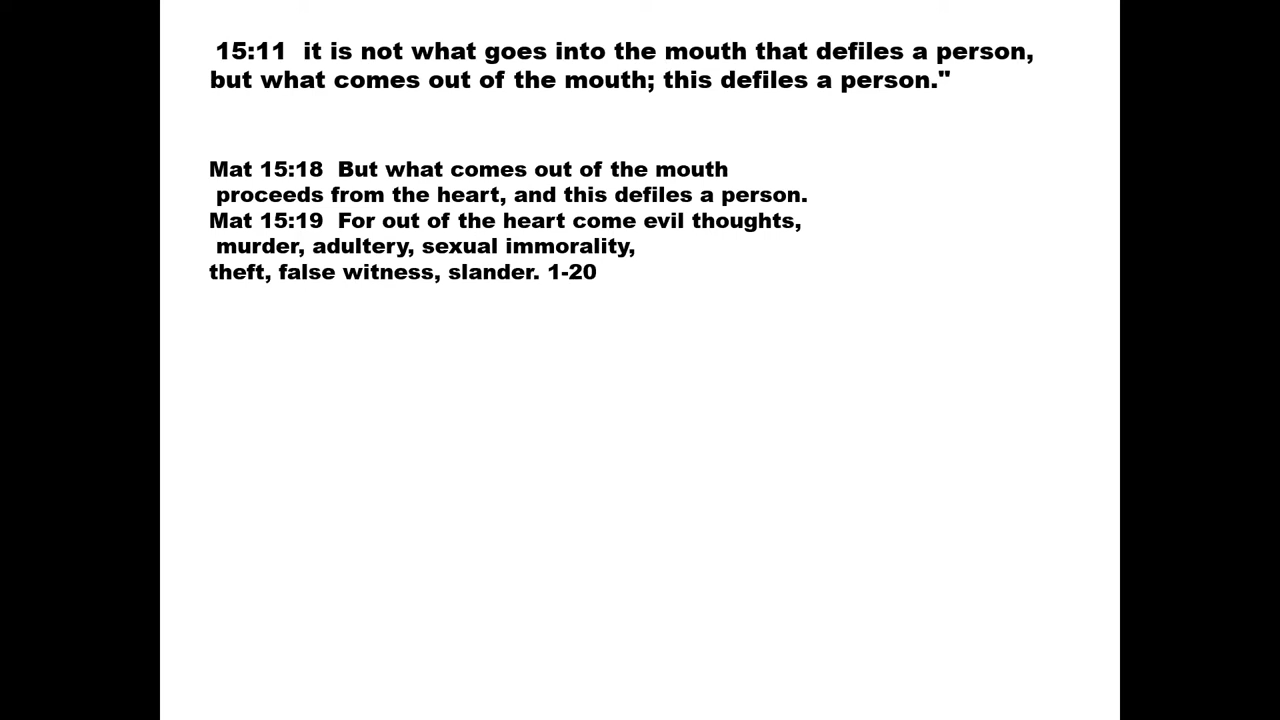 15:11 it is not what goes into the mouth that defiles a person,
but what comes out of the mouth; this defiles a person."
Mat 15:18 But what comes out of the mouth
proceeds from the heart, and this defiles a person.
Mat 15:19 For out of the heart come evil thoughts,
murder, adultery, sexual immorality,
theft, false witness, slander. 1-20